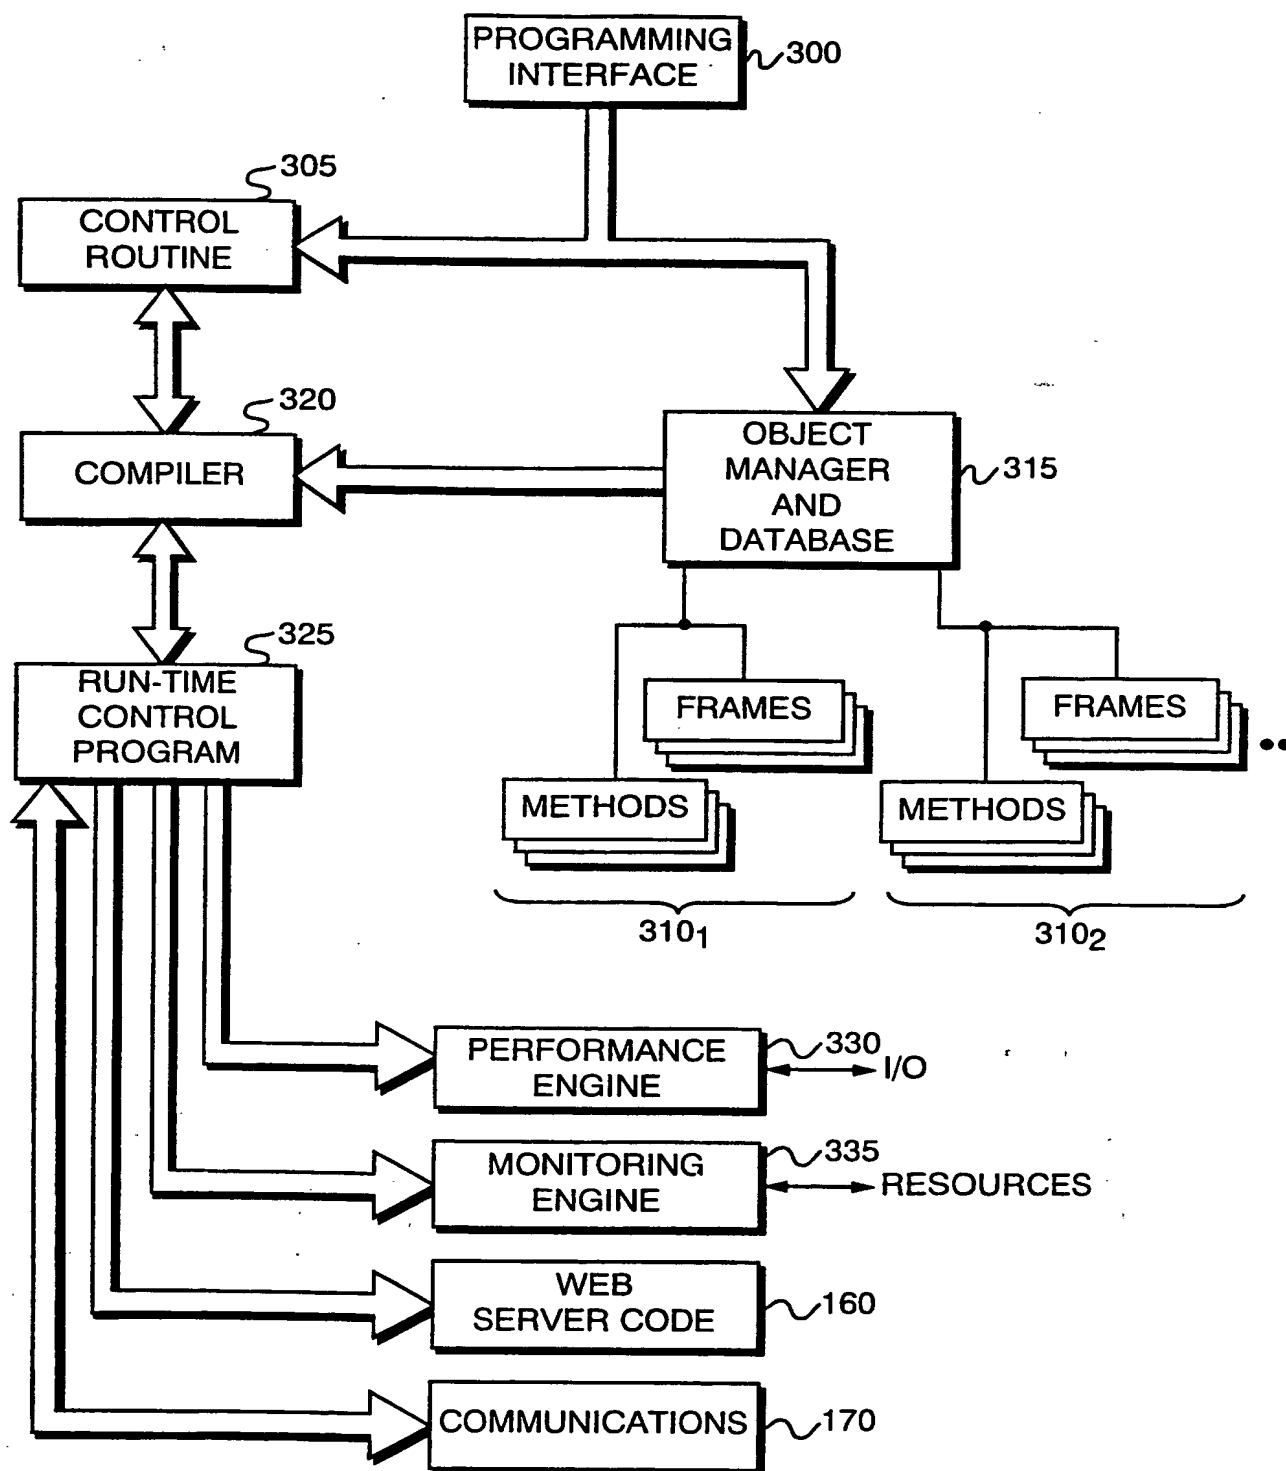 PROGRAMMING
INTERFACE
300
305
CONTROL
ROUTINE
320
COMPILER
OBJECT
MANAGER
AND
DATABASE
315
325
RUN-TIME
CONTROL
PROGRAM
FRAMES
METHODS
310₁
FRAMES
METHODS
310₂
PERFORMANCE
ENGINE
330
I/O
MONITORING
ENGINE
335
RESOURCES
WEB
SERVER CODE
160
COMMUNICATIONS
170